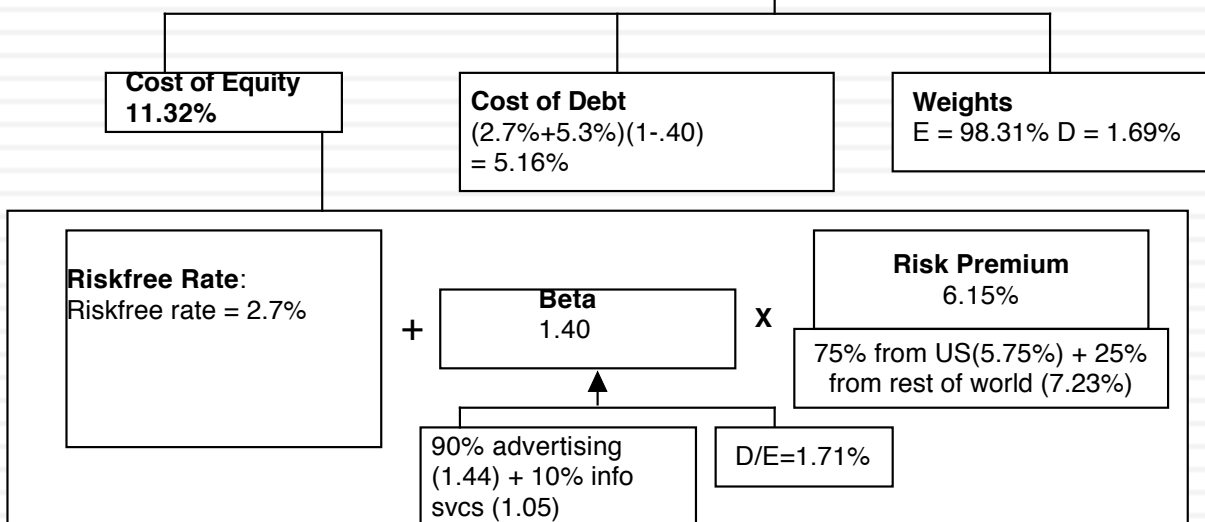 Cost of Equity
11.32%
Cost of Debt
(2.7%+5.3%)(1-.40)
= 5.16%
Weights
E = 98.31% D = 1.69%
Riskfree Rate:
Riskfree rate = 2.7%
+
Beta
1.40
X
Risk Premium
6.15%
75% from US(5.75%) + 25%
from rest of world (7.23%)
90% advertising
(1.44) + 10% info
svcs (1.05)
D/E=1.71%